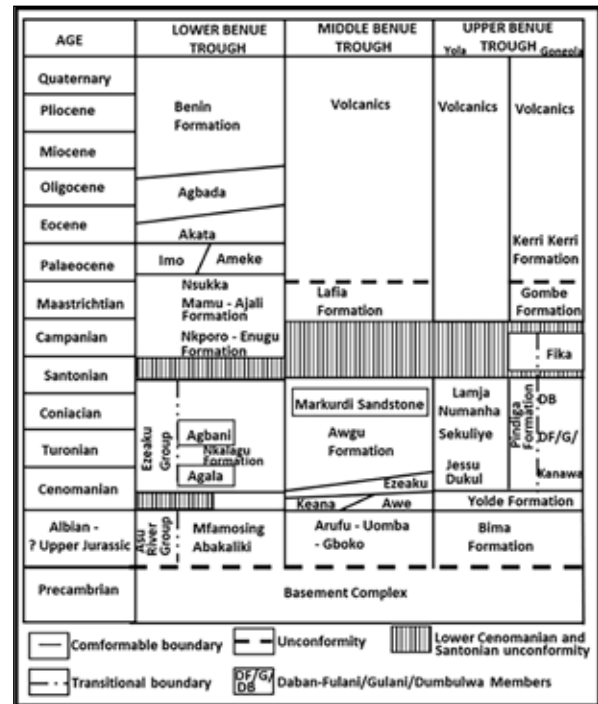 AGE
LOWER BENUE
TROUGH
MIDDLE BENUE
TROUGH
UPPER BENUE
Yola TROUGH Gongola
Quaternary
Pliocene
Miocene
Oligocene
Eocene
Palaeocene
Maastrichtian
Campanian
Santonian
Coniacian
Turonian
Cenomanian
Albian -
? Upper Jurassic
Precambrian
Benin
Formation
Agbada
Akata
Imo
Ameke
Nsukka
Mamu - Ajali
Formation
Nkporo - Enugu
Formation
Ezeaku
Group
Agbani
Nkalagu
Formation
Agala
Asu
River
Group
Mfamosing
Abakaliki
Volcanics
Lafia
Formation
Markurdi Sandstone
Awgu
Formation
Ezeaku
Keana
Awe
Arufu - Uomba
- Gboko
Volcanics
Lamja
Numanha
Sekuliye
Jessu
Dukul
Volcanics
Kerri Kerri
Formation
Gombe
Formation
Fika
Pindiga
Formation
DB
DF/G/
Kanawa
Yolde Formation
Bima
Formation
Basement Complex
Comformable boundary
Unconformity
Lower Cenomanian and
Santonian unconformity
Transitional boundary
DF/G/
DB
Daban-Fulani/Gulani/Dumbulwa Members